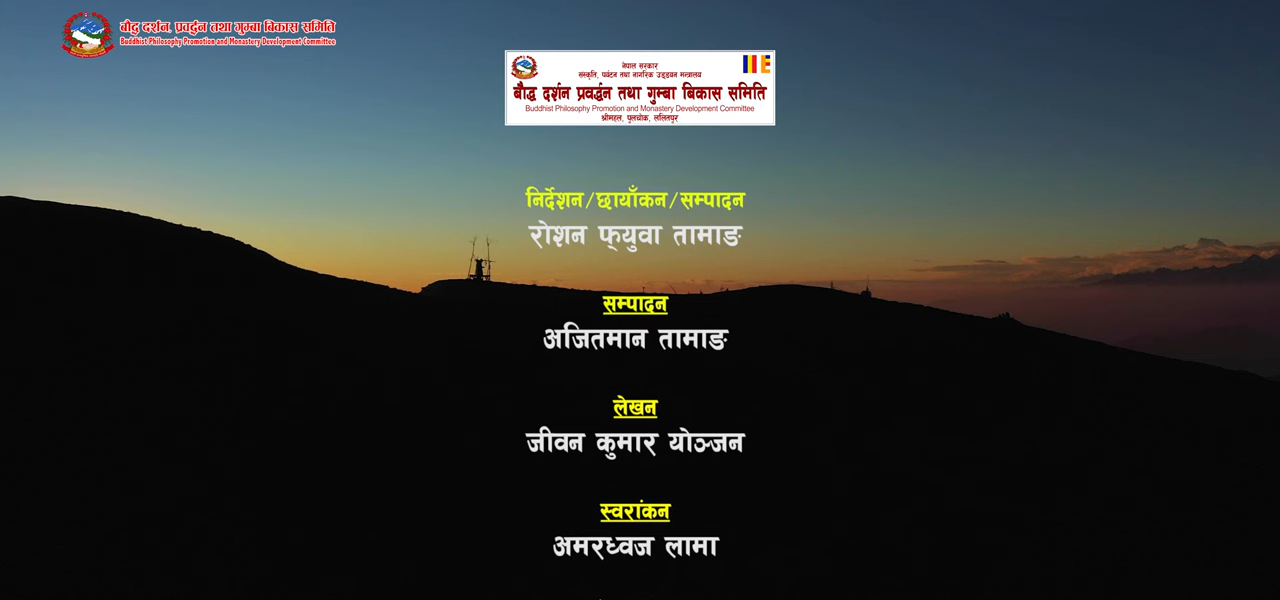 बौद्ध दर्शन, प्रवर्द्धन तथा गुम्बा बिकास समिति
Buddhist Philosophy Promotion and Monastery Development Committee
नेपाल सरकार
संस्कृति, पर्यटन तथा नागरिक उड्डयन मन्त्रालय
बौद्ध दर्शन प्रवर्द्धन तथा गुम्बा बिकास समिति
Buddhist Philosophy Promotion and Monastery Development Committee
श्रीमहल, पुलचोक, ललितपुर
निर्देशन/छायाँकन/सम्पादन
रोशन फ्युवा तामाङ
सम्पादन
अजितमान तामाङ
लेखन
जीवन कुमार योञ्जन
स्वरांकन
अमरध्वज लामा